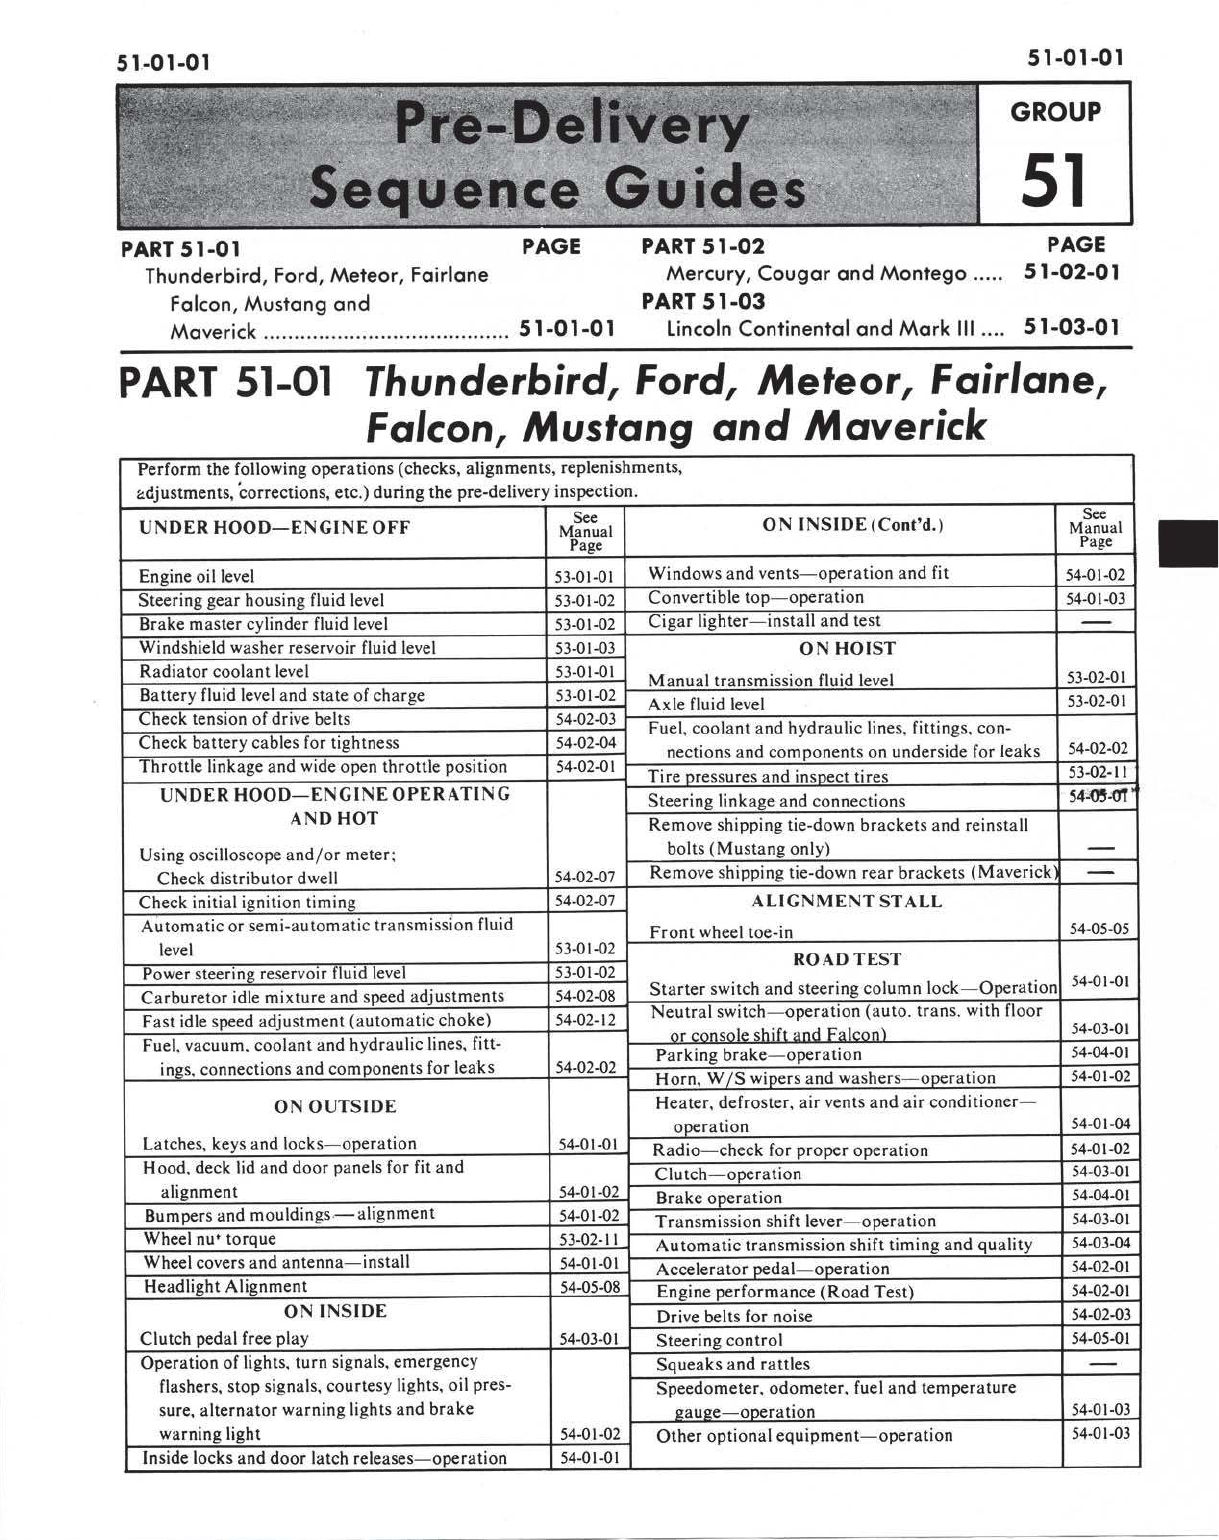 51-01-01
51-01-01
Pre-Delivery
Sequence Guides
GROUP
51
PART 51-01 PAGE
Thunderbird, Ford, Meteor, Fairlane
Falcon, Mustang and
Maverick ........................................ 51-01-01
PART 51-02 PAGE
Mercury, Cougar and Montego ..... 51-02-01
PART 51-03
Lincoln Continental and Mark III .... 51-03-01
PART 51-01 Thunderbird, Ford, Meteor, Fairlane,
Falcon, Mustang and Maverick
Perform the following operations (checks, alignments, replenishments,
adjustments, corrections, etc.) during the pre-delivery inspection.
UNDER HOOD—ENGINE OFF
See
Manual
Page
Engine oil level 53-01-01
Steering gear housing fluid level 53-01-02
Brake master cylinder fluid level 53-01-02
Windshield washer reservoir fluid level 53-01-03
Radiator coolant level 53-01-01
Battery fluid level and state of charge 53-01-02
Check tension of drive belts 54-02-03
Check battery cables for tightness 54-02-04
Throttle linkage and wide open throttle position 54-02-01
UNDER HOOD—ENGINE OPERATING
AND HOT
Using oscilloscope and/or meter;
Check distributor dwell 54-02-07
Check initial ignition timing 54-02-07
Automatic or semi-automatic transmission fluid
level 53-01-02
Power steering reservoir fluid level 53-01-02
Carburetor idle mixture and speed adjustments 54-02-08
Fast idle speed adjustment (automatic choke) 54-02-12
Fuel, vacuum, coolant and hydraulic lines, fitt-
ings, connections and components for leaks 54-02-02
ON OUTSIDE
Latches, keys and locks—operation 54-01-01
Hood, deck lid and door panels for fit and
alignment 54-01-02
Bumpers and mouldings—alignment 54-01-02
Wheel nut torque 53-02-11
Wheel covers and antenna—install 54-01-01
Headlight Alignment 54-05-08
ON INSIDE
Clutch pedal free play 54-03-01
Operation of lights, turn signals, emergency
flashers, stop signals, courtesy lights, oil pres-
sure, alternator warning lights and brake
warning light 54-01-02
Inside locks and door latch releases—operation 54-01-01
ON INSIDE (Cont'd.)
See
Manual
Page
Windows and vents—operation and fit 54-01-02
Convertible top—operation 54-01-03
Cigar lighter—install and test —
ON HOIST
Manual transmission fluid level 53-02-01
Axle fluid level 53-02-01
Fuel, coolant and hydraulic lines, fittings, con-
nections and components on underside for leaks 54-02-02
Tire pressures and inspect tires 53-02-11
Steering linkage and connections 54-05-01
Remove shipping tie-down brackets and reinstall
bolts (Mustang only) —
Remove shipping tie-down rear brackets (Maverick) —
ALIGNMENT STALL
Front wheel toe-in 54-05-05
ROAD TEST
Starter switch and steering column lock—Operation 54-01-01
Neutral switch—operation (auto. trans. with floor
or console shift and Falcon) 54-03-01
Parking brake—operation 54-04-01
Horn, W/S wipers and washers—operation 54-01-02
Heater, defroster, air vents and air conditioner—
operation 54-01-04
Radio—check for proper operation 54-01-02
Clutch—operation 54-03-01
Brake operation 54-04-01
Transmission shift lever—operation 54-03-01
Automatic transmission shift timing and quality 54-03-04
Accelerator pedal—operation 54-02-01
Engine performance (Road Test) 54-02-01
Drive belts for noise 54-02-03
Steering control 54-05-01
Squeaks and rattles —
Speedometer, odometer, fuel and temperature
gauge—operation 54-01-03
Other optional equipment—operation 54-01-03